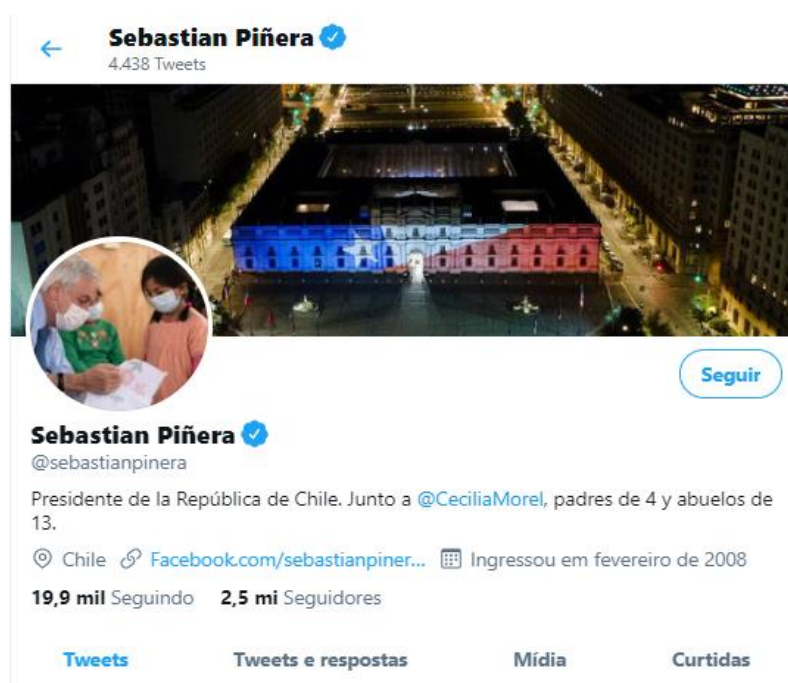 Sebastian Piñera
4.438 Tweets
Seguir
Sebastian Piñera
@sebastianpinera
Presidente de la República de Chile. Junto a @CeciliaMorel, padres de 4 y abuelos de
13.
Chile Facebook.com/sebastianpiner... Ingressou em fevereiro de 2008
19,9 mil Seguindo 2,5 mi Seguidores
Tweets Tweets e respostas Mídia Curtidas